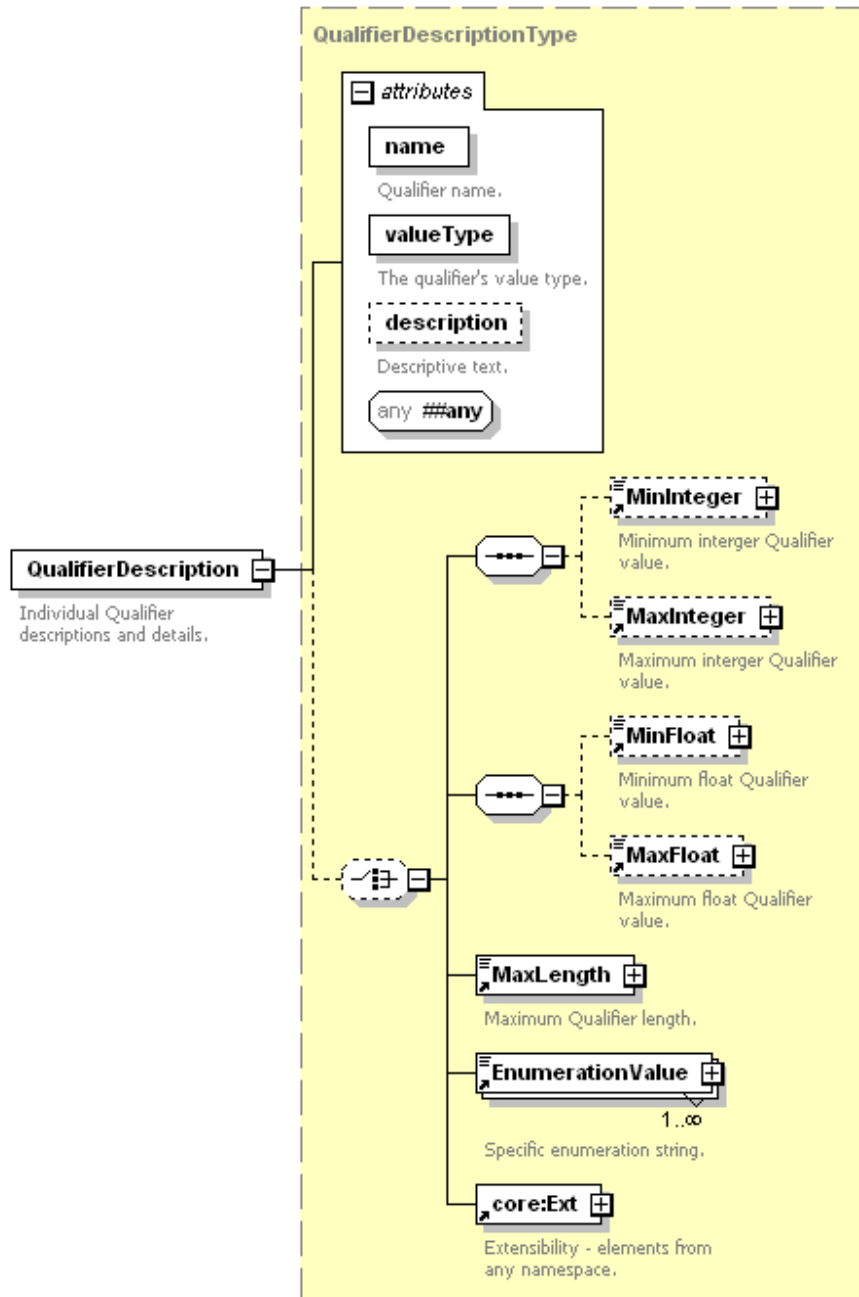 QualifierDescriptionType
attributes
name
Qualifier name.
valueType
The qualifier's value type.
description
Descriptive text.
any ##any
QualifierDescription
Individual Qualifier
descriptions and details.
MinInteger
Minimum interger Qualifier
value.
MaxInteger
Maximum interger Qualifier
value.
MinFloat
Minimum float Qualifier
value.
MaxFloat
Maximum float Qualifier
value.
MaxLength
Maximum Qualifier length.
EnumerationValue
1..∞
Specific enumeration string.
core:Ext
Extensibility - elements from
any namespace.